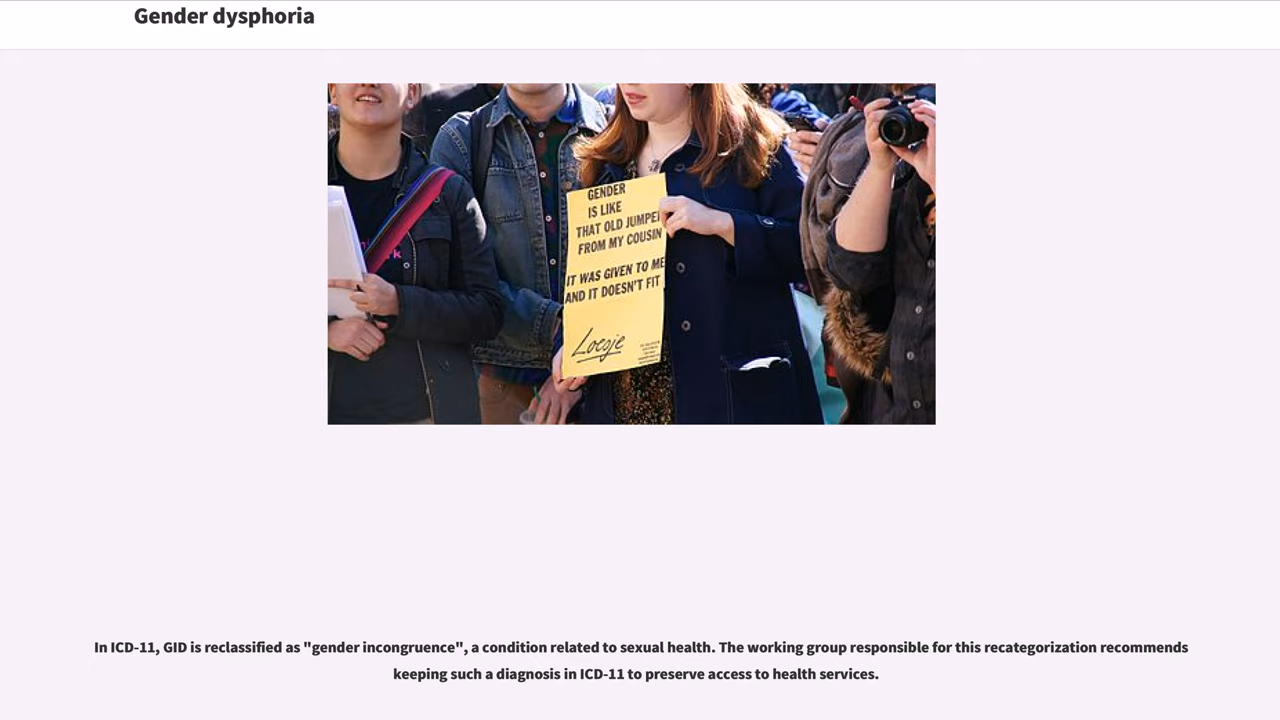 Gender dysphoria
GENDER
IS LIKE
THAT OLD JUMPER
FROM MY COUSIN
IT WAS GIVEN TO ME
AND IT DOESN'T FIT
Loesje
In ICD-11, GID is reclassified as "gender incongruence", a condition related to sexual health. The working group responsible for this recategorization recommends
keeping such a diagnosis in ICD-11 to preserve access to health services.